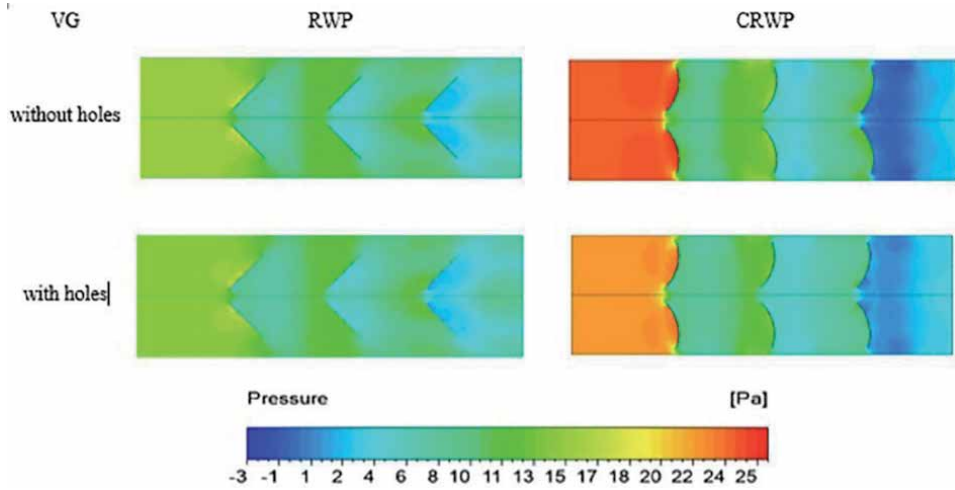 VG RWP CRWP
without holes
with holes
Pressure [Pa]
-3 -1 1 2 4 6 8 10 11 13 15 17 18 20 22 24 25